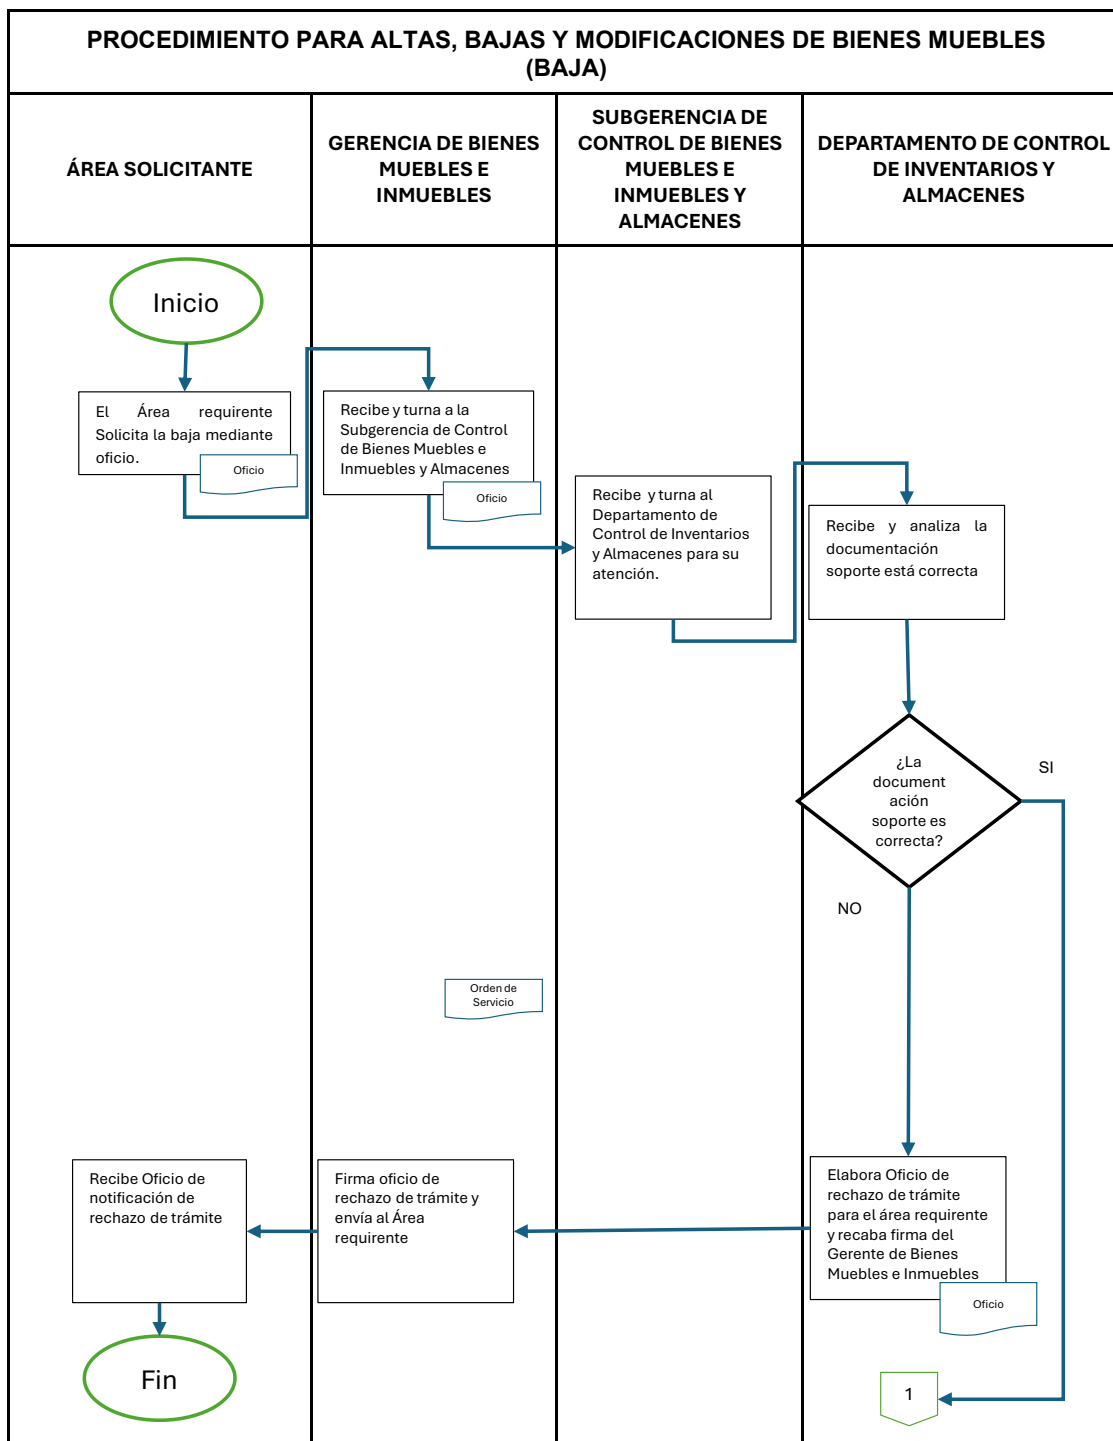 PROCEDIMIENTO PARA ALTAS, BAJAS Y MODIFICACIONES DE BIENES MUEBLES
(BAJA)
ÁREA SOLICITANTE
GERENCIA DE BIENES
MUEBLES E
INMUEBLES
SUBGERENCIA DE
CONTROL DE BIENES
MUEBLES E
INMUEBLES Y
ALMACENES
DEPARTAMENTO DE CONTROL
DE INVENTARIOS Y
ALMACENES
Inicio
El Área requirente
Solicita la baja mediante
oficio.
Oficio
Recibe y turna a la
Subgerencia de Control
de Bienes Muebles e
Inmuebles y Almacenes
Oficio
Recibe y turna al
Departamento de
Control de Inventarios
y Almacenes para su
atención.
Recibe y analiza la
documentación
soporte está correcta
¿La
document
ación
soporte es
correcta?
SI
NO
Orden de
Servicio
Elabora Oficio de
rechazo de trámite
para el área requirente
y recaba firma del
Gerente de Bienes
Muebles e Inmuebles
Oficio
Firma oficio de
rechazo de trámite y
envía al Área
requirente
Recibe Oficio de
notificación de
rechazo de trámite
Fin
1